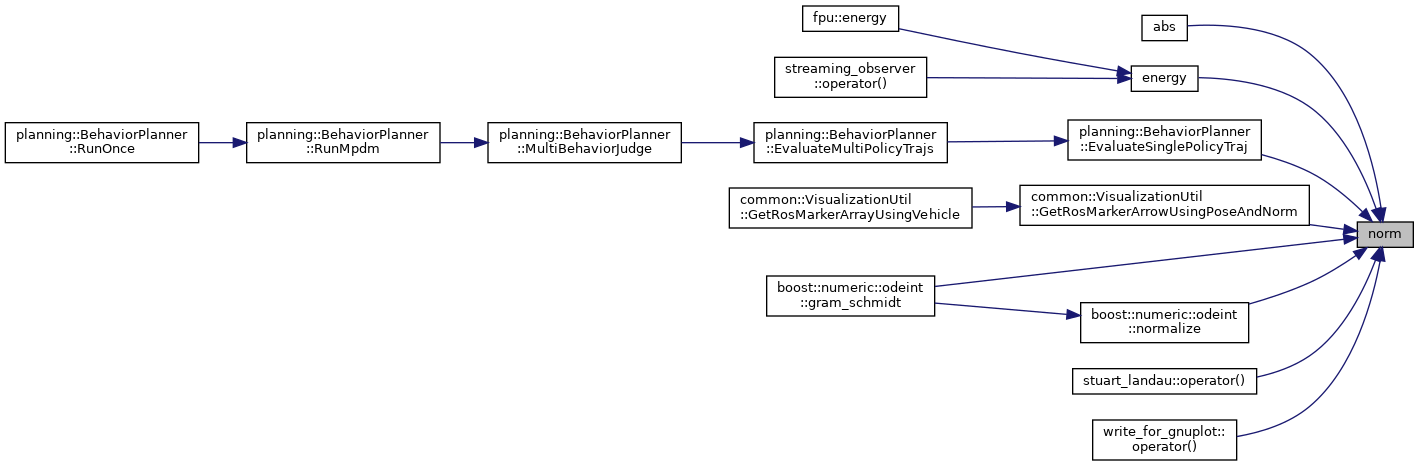 fpu::energy
abs
streaming_observer
::operator()
energy
planning::BehaviorPlanner
::RunOnce
planning::BehaviorPlanner
::RunMpdm
planning::BehaviorPlanner
::MultiBehaviorJudge
planning::BehaviorPlanner
::EvaluateMultiPolicyTrajs
planning::BehaviorPlanner
::EvaluateSinglePolicyTraj
common::VisualizationUtil
::GetRosMarkerArrayUsingVehicle
common::VisualizationUtil
::GetRosMarkerArrowUsingPoseAndNorm
norm
boost::numeric::odeint
::gram_schmidt
boost::numeric::odeint
::normalize
stuart_landau::operator()
write_for_gnuplot::
operator()